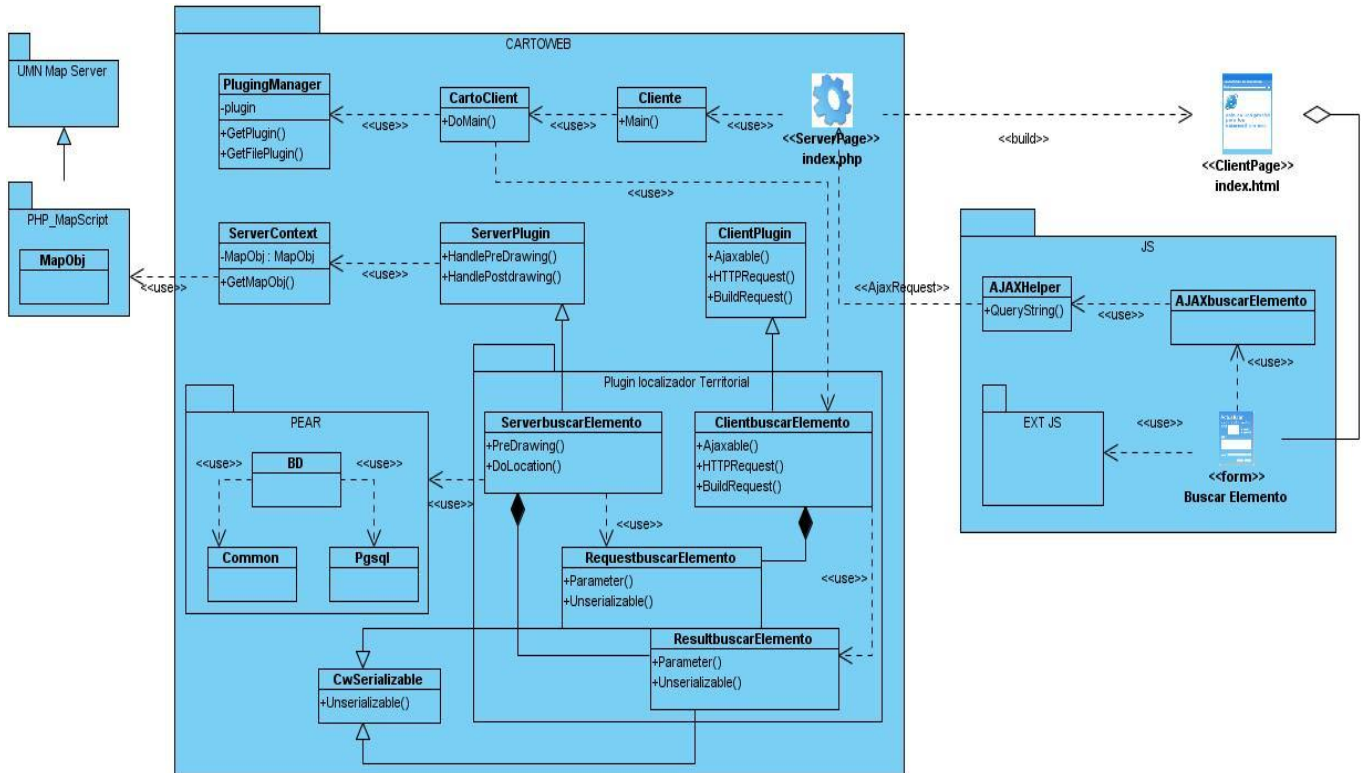 CARTOWEB
UMN Map Server
PHP_MapScript
MapObj
PlugingManager
-plugin
+GetPlugin()
+GetFilePlugin()
<<use>>
CartoClient
+DoMain()
<<use>>
Cliente
+Main()
<<use>>
<<ServerPage>>
index.php
<<build>>
<<ClientPage>>
index.html
<<use>>
ServerContext
-MapObj : MapObj
+GetMapObj()
<<use>>
<<use>>
ServerPlugin
+HandlePreDrawing()
+HandlePostdrawing()
ClientPlugin
+Ajaxable()
+HTTPRequest()
+BuildRequest()
<<AjaxRequest>>
JS
AJAXHelper
+QueryString()
<<use>>
AJAXbuscarElemento
<<use>>
EXT JS
<<use>>
<<form>>
Buscar Elemento
Plugin localizador Territorial
ServerbuscarElemento
+PreDrawing()
+DoLocation()
ClientbuscarElemento
+Ajaxable()
+HTTPRequest()
+BuildRequest()
PEAR
<<use>>
BD
<<use>>
<<use>>
Common
Pgsql
<<use>>
RequestbuscarElemento
+Parameter()
+Unserializable()
<<use>>
ResultbuscarElemento
+Parameter()
+Unserializable()
CwSerializable
+Unserializable()